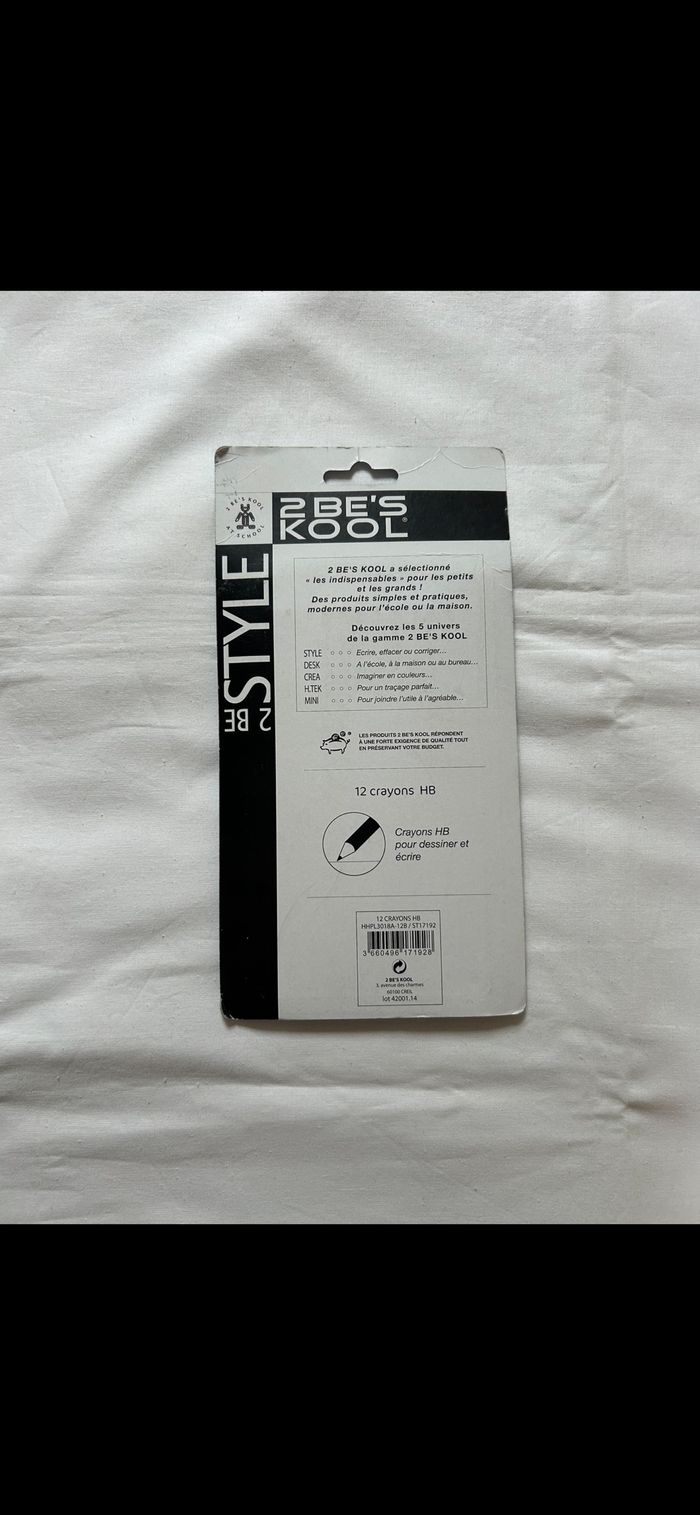 2 BE'S KOOL
AT SCHOOL
2 BE'S
KOOL®
2 BE STYLE
2 BE'S KOOL a sélectionné
« les indispensables » pour les petits
et les grands !
Des produits simples et pratiques,
modernes pour l'école ou la maison.
Découvrez les 5 univers
de la gamme 2 BE'S KOOL
STYLE ○ ○ ○ Ecrire, effacer ou corriger...
DESK ○ ○ ○ A l'école, à la maison ou au bureau...
CREA ○ ○ ○ Imaginer en couleurs...
H.TEK ○ ○ ○ Pour un traçage parfait...
MINI ○ ○ ○ Pour joindre l'utile à l'agréable...
LES PRODUITS 2 BE'S KOOL RÉPONDENT
À UNE FORTE EXIGENCE DE QUALITÉ TOUT
EN PRÉSERVANT VOTRE BUDGET.
12 crayons HB
Crayons HB
pour dessiner et
écrire
12 CRAYONS HB
HHPL3018A-12B / ST17192
3 660496 171928
2 BE'S KOOL
3, avenue des charmes
60100 CREIL
lot 42001.14